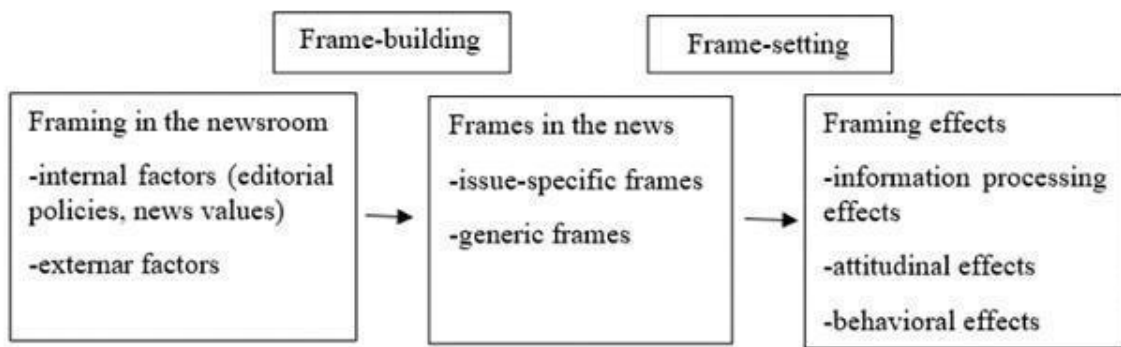 Frame-building
Frame-setting
Framing in the newsroom
-internal factors (editorial
policies, news values)
-externar factors
Frames in the news
-issue-specific frames
-generic frames
Framing effects
-information processing
effects
-attitudinal effects
-behavioral effects